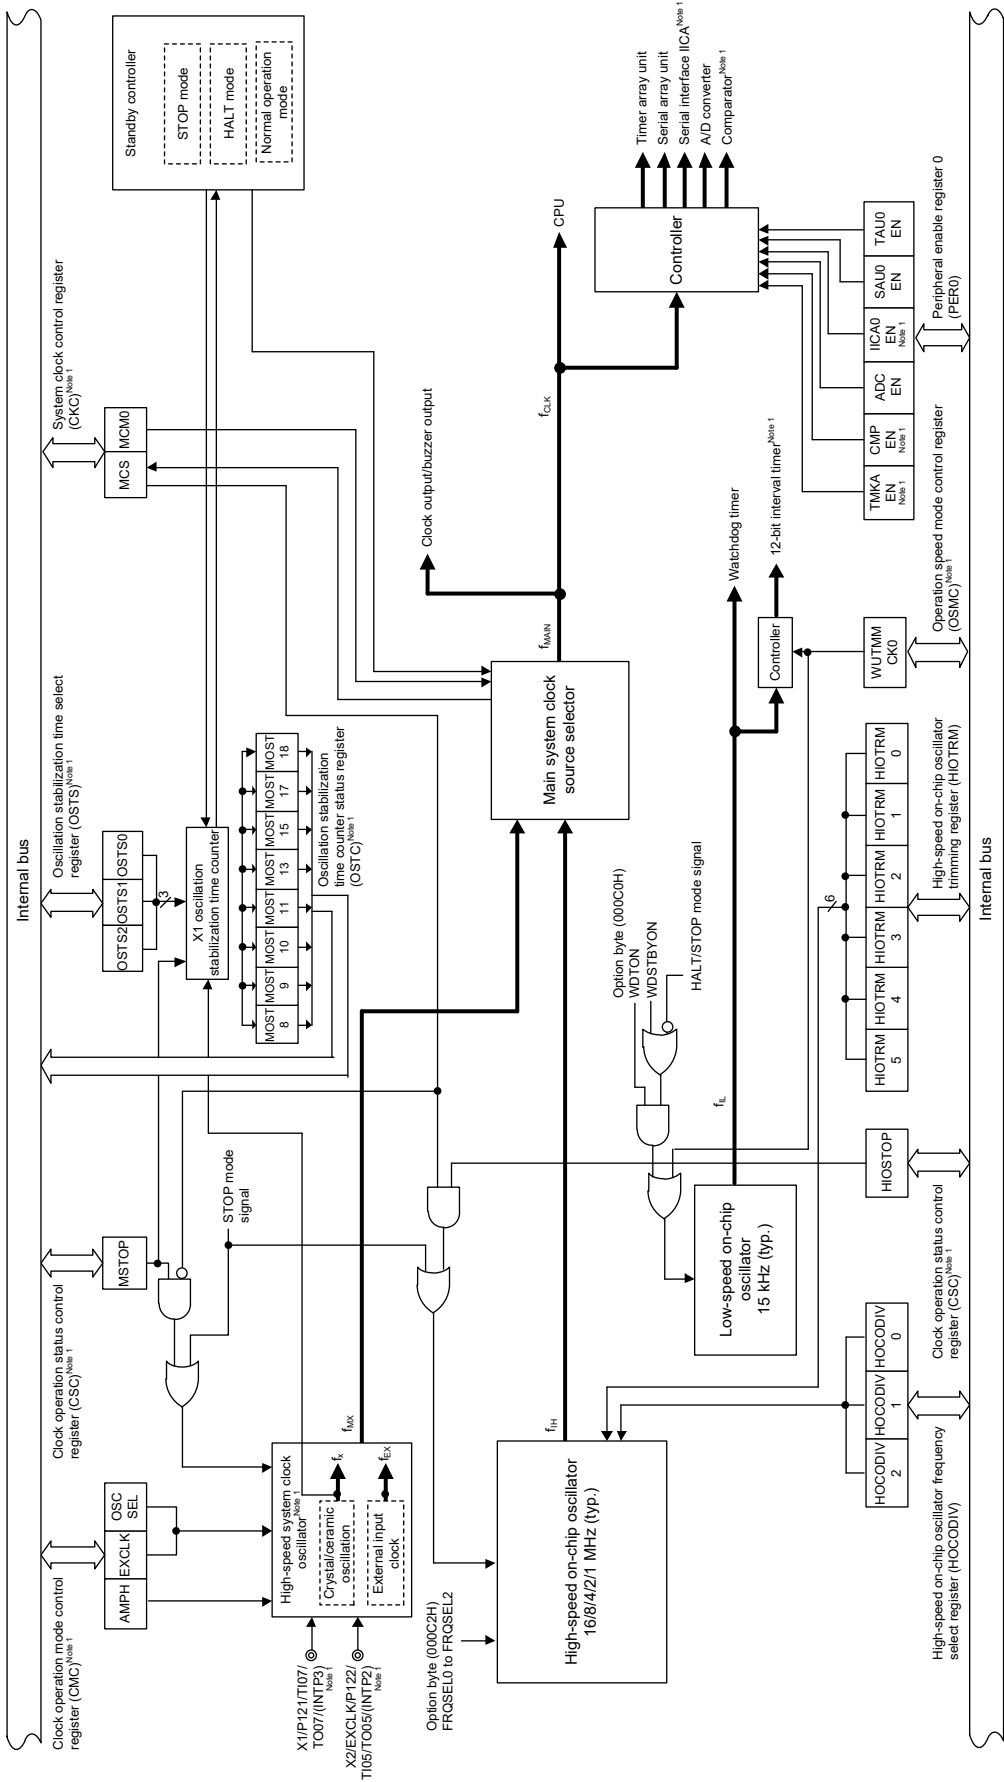 Internal bus
Clock operation mode control
register (CMC)Note 1
Clock operation status control
register (CSC)Note 1
Oscillation stabilization time select
register (OSTS)Note 1
System clock control register
(CKC)Note 1
AMPH
EXCLK
OSC
SEL
MSTOP
OSTS2
OSTS1
OSTS0
3
MCS
MCM0
Standby controller
STOP mode
HALT mode
Normal operation
mode
X1 oscillation
stabilization time counter
MOST
8
MOST
9
MOST
10
MOST
11
MOST
13
MOST
15
MOST
17
MOST
18
Oscillation stabilization
time counter status register
(OSTC)Note 1
STOP mode
signal
High-speed system clock
oscillatorNote 1
Crystal/ceramic
oscillation
fX
External input
clock
fEX
X1/P121/TI07/
TO07/(INTP3)
Note 1
X2/EXCLK/P122/
TI05/TO05/(INTP2)
Note 1
fMX
Option byte (000C2H)
FRQSEL0 to FRQSEL2
High-speed on-chip oscillator
16/8/4/2/1 MHz (typ.)
fIH
Main system clock
source selector
fMAIN
Clock output/buzzer output
fCLK
CPU
Controller
Timer array unit
Serial array unit
Serial interface IICANote 1
A/D converter
ComparatorNote 1
Option byte (000C0H)
WDTON
WDSTBYON
HALT/STOP mode signal
Low-speed on-chip
oscillator
15 kHz (typ.)
fIL
Watchdog timer
Controller
12-bit interval timerNote 1
HOCODIV
2
HOCODIV
1
HOCODIV
0
HIOSTOP
6
HIOTRM
5
HIOTRM
4
HIOTRM
3
HIOTRM
2
HIOTRM
1
HIOTRM
0
WUTMM
CK0
TMKA
EN
Note 1
CMP
EN
Note 1
ADC
EN
IICA0
EN
Note 1
SAU0
EN
TAU0
EN
High-speed on-chip oscillator frequency
select register (HOCODIV)
Clock operation status control
register (CSC)Note 1
High-speed on-chip oscillator
trimming register (HIOTRM)
Operation speed mode control register
(OSMC)Note 1
Peripheral enable register 0
(PER0)
Internal bus